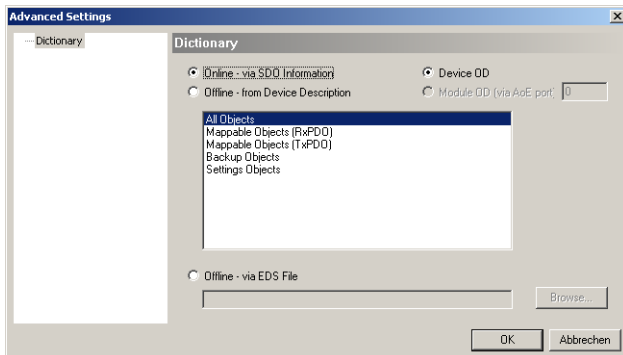 Advanced Settings
Dictionary
Dictionary
Online - via SDO Information
Device OD
Offline - from Device Description
Module OD (via AoE port) 0
All Objects
Mappable Objects (RxPDO)
Mappable Objects (TxPDO)
Backup Objects
Settings Objects
Offline - via EDS File
Browse...
OK
Abbrechen